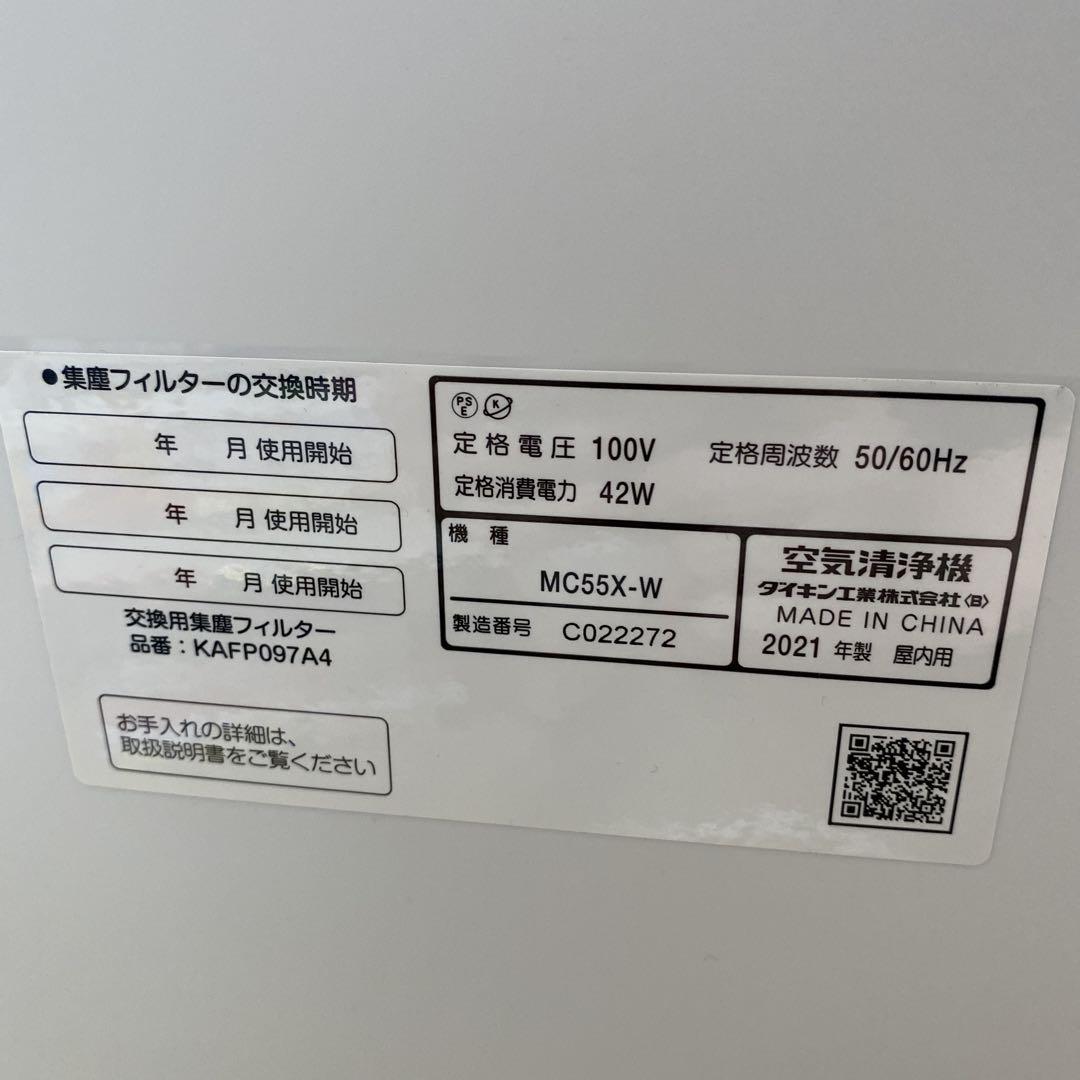 ●集塵フィルターの交換時期
年 月 使用開始
年 月 使用開始
年 月 使用開始
交換用集塵フィルター
品番：KAFP097A4
お手入れの詳細は、
取扱説明書をご覧ください
PSE K
定格電圧 100V 定格周波数 50/60Hz
定格消費電力 42W
機種
MC55X-W
製造番号 C022272
空気清浄機
ダイキン工業株式会社〈B〉
MADE IN CHINA
2021 年製 屋内用